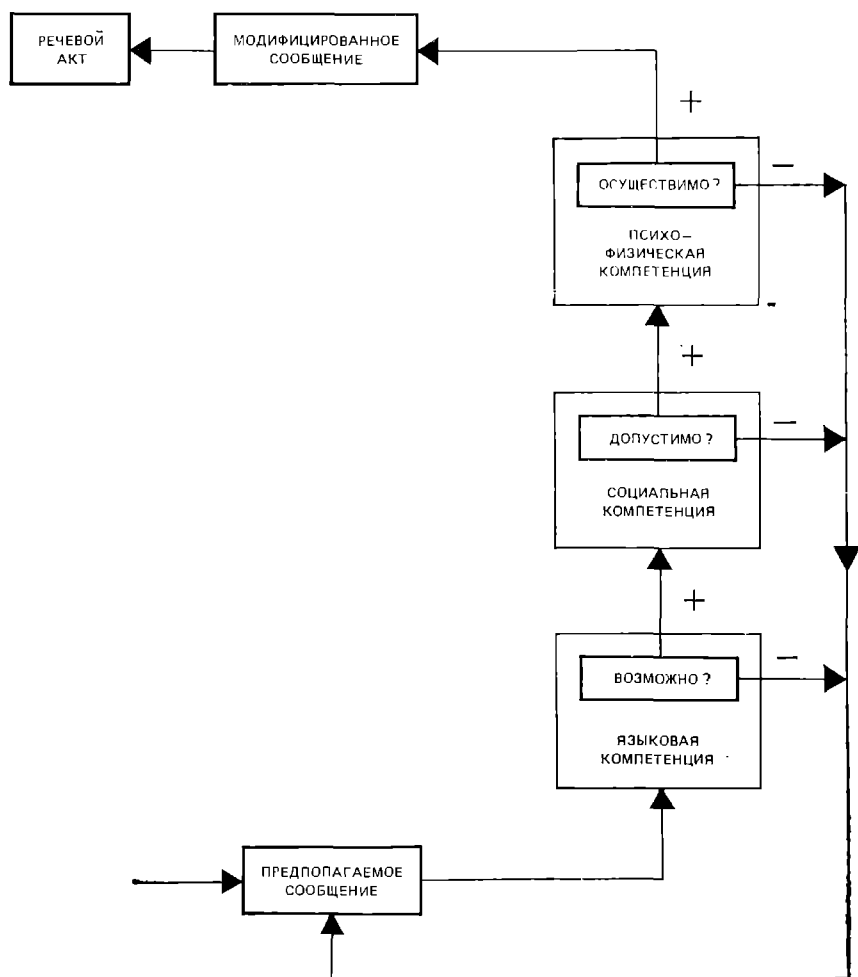 РЕЧЕВОЙ
АКТ
МОДИФИЦИРОВАННОЕ
СООБЩЕНИЕ
+
ОСУЩЕСТВИМО?
–
ПСИХО–
ФИЗИЧЕСКАЯ
КОМПЕТЕНЦИЯ
+
ДОПУСТИМО?
–
СОЦИАЛЬНАЯ
КОМПЕТЕНЦИЯ
+
ВОЗМОЖНО?
–
ЯЗЫКОВАЯ
КОМПЕТЕНЦИЯ
ПРЕДПОЛАГАЕМОЕ
СООБЩЕНИЕ